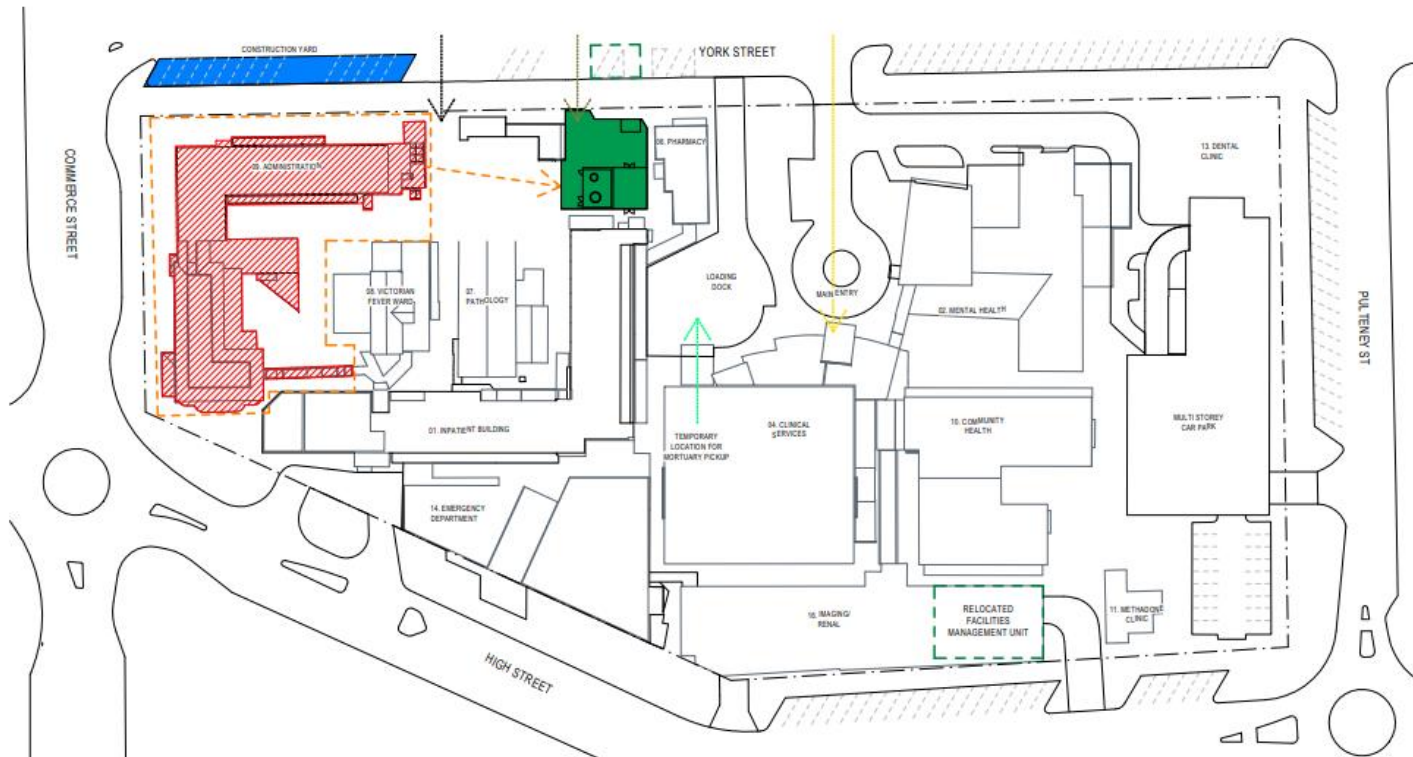 CONSTRUCTION YARD
YORK STREET
COMMERCE STREET
05. ADMINISTRATION
06. PHARMACY
13. DENTAL
CLINIC
LOADING
DOCK
MAIN ENTRY
08. VICTORIAN
FEVER WARD
07.
PATHOLOGY
02. MENTAL HEALTH
PULTENEY ST
01. INPATIENT BUILDING
TEMPORARY
LOCATION FOR
MORTUARY PICKUP
04. CLINICAL
SERVICES
10. COMMUNITY
HEALTH
MULTI STOREY
CAR PARK
14. EMERGENCY
DEPARTMENT
IMAGING/
RENAL
RELOCATED
FACILITIES
MANAGEMENT UNIT
11. METHADONE
CLINIC
HIGH STREET